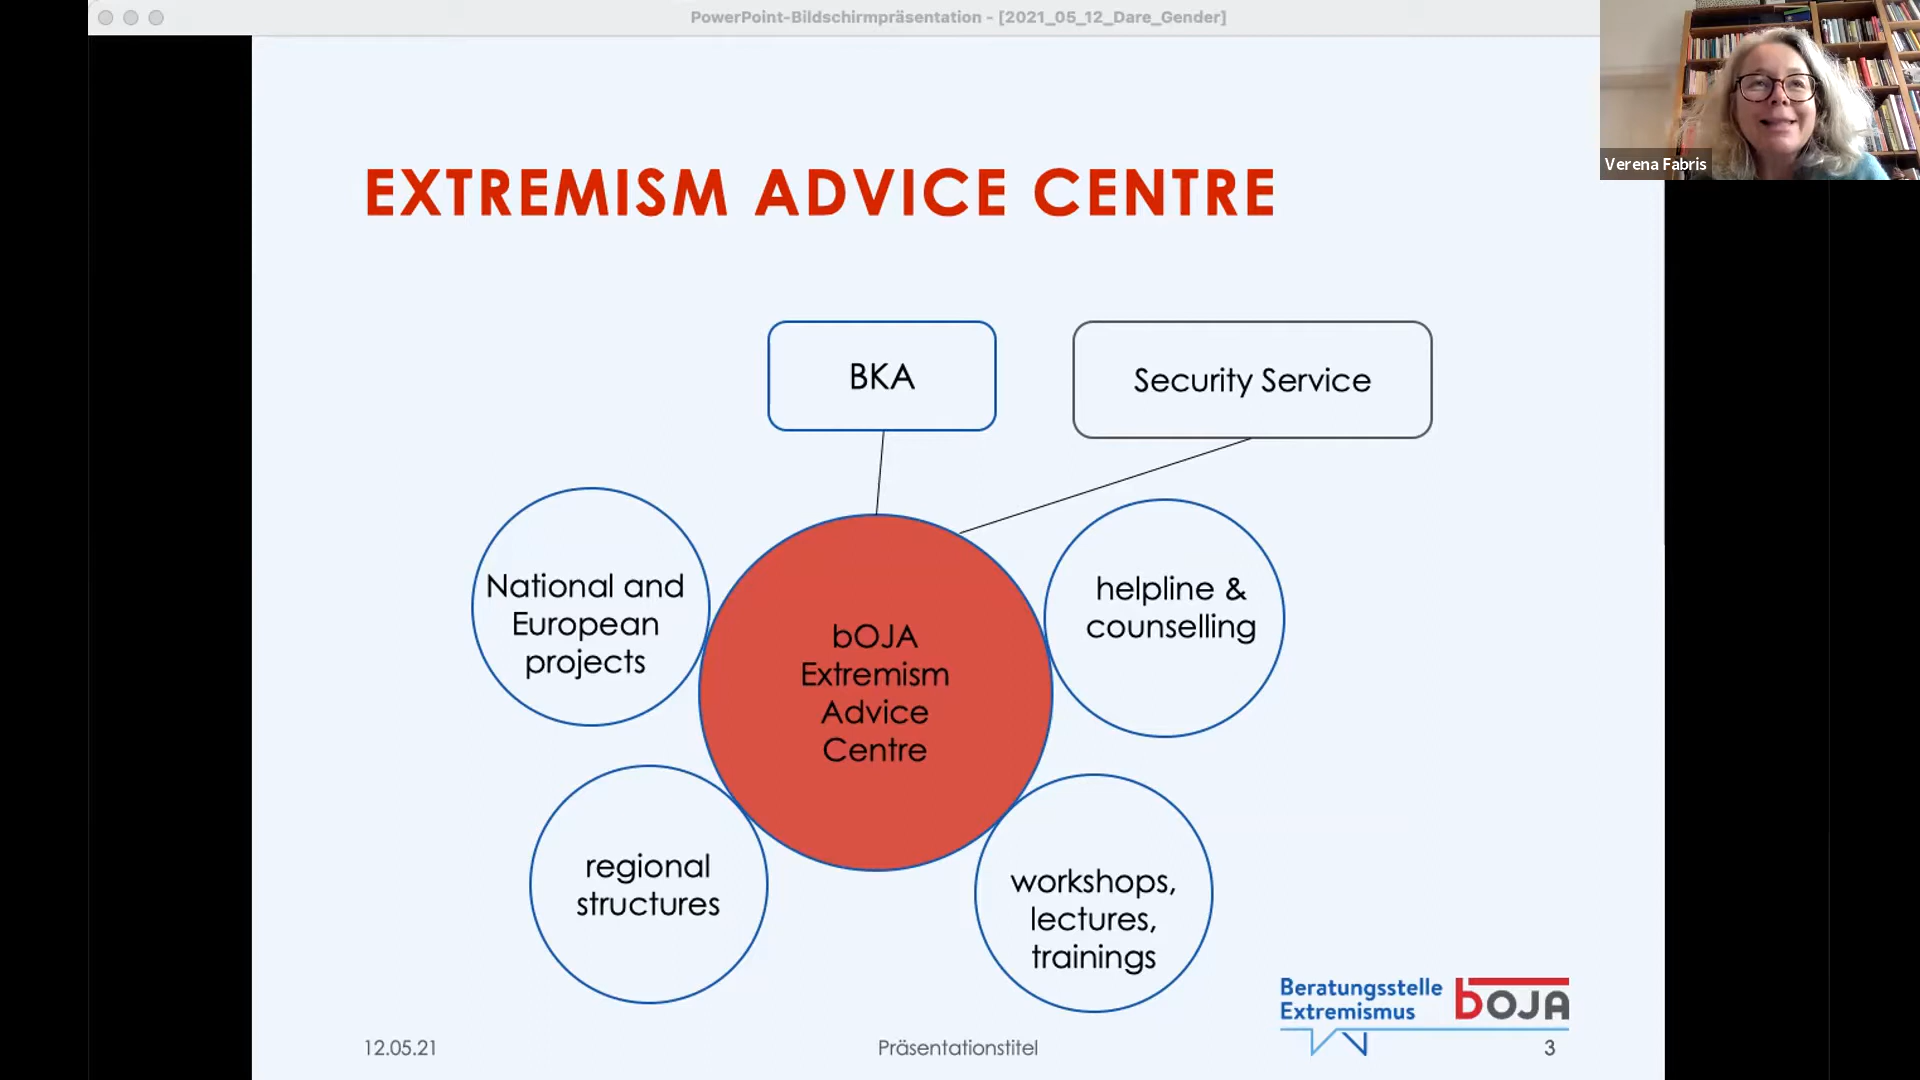 PowerPoint-Bildschirmpräsentation - [2021_05_12_Dare_Gender]
Verena Fabris
EXTREMISM ADVICE CENTRE
BKA
Security Service
National and
European
projects
bOJA
Extremism
Advice
Centre
helpline &
counselling
regional
structures
workshops,
lectures,
trainings
Beratungsstelle
Extremismus
bOJA
12.05.21
Präsentationstitel
3